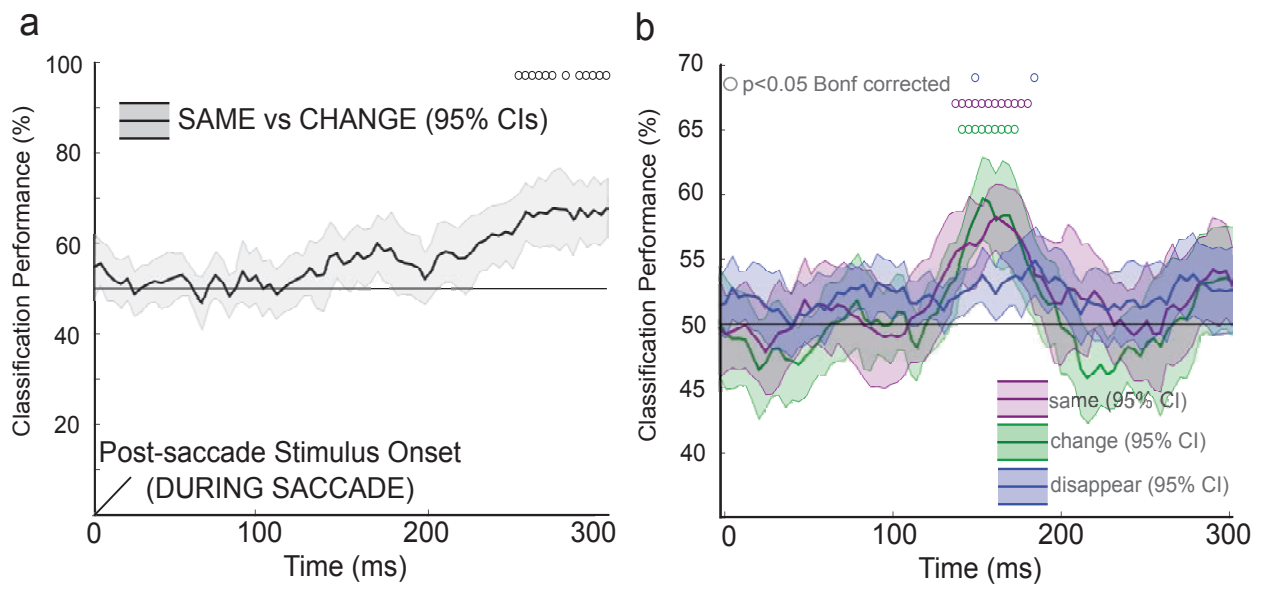 a
100
80
60
40
20
Classification Performance (%)
SAME vs CHANGE (95% CIs)
Post-saccade Stimulus Onset
(DURING SACCADE)
0
100
200
300
Time (ms)
b
70
65
60
55
50
45
40
Classification Performance (%)
p<0.05 Bonf corrected
same (95% CI)
change (95% CI)
disappear (95% CI)
0
100
200
300
Time (ms)